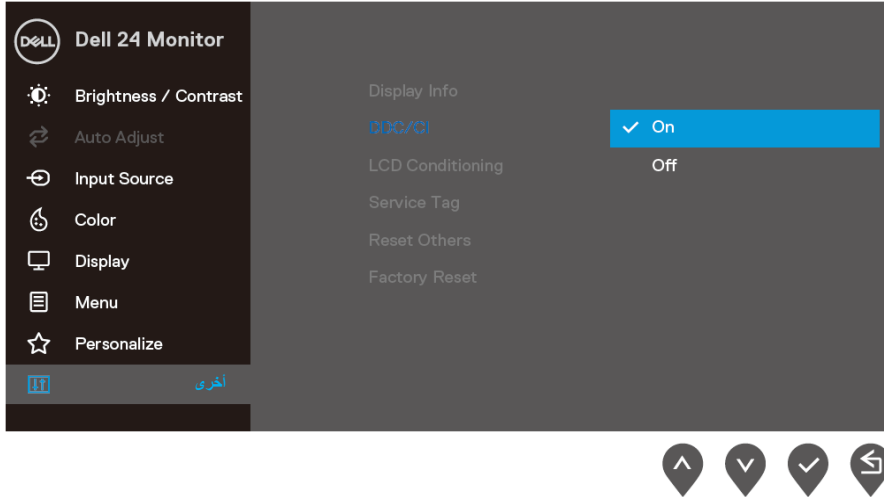 DELL Dell 24 Monitor
Brightness / Contrast
Auto Adjust
Input Source
Color
Display
Menu
Personalize
أخرى
Display Info
DDC/CI
LCD Conditioning
Service Tag
Reset Others
Factory Reset
On
Off